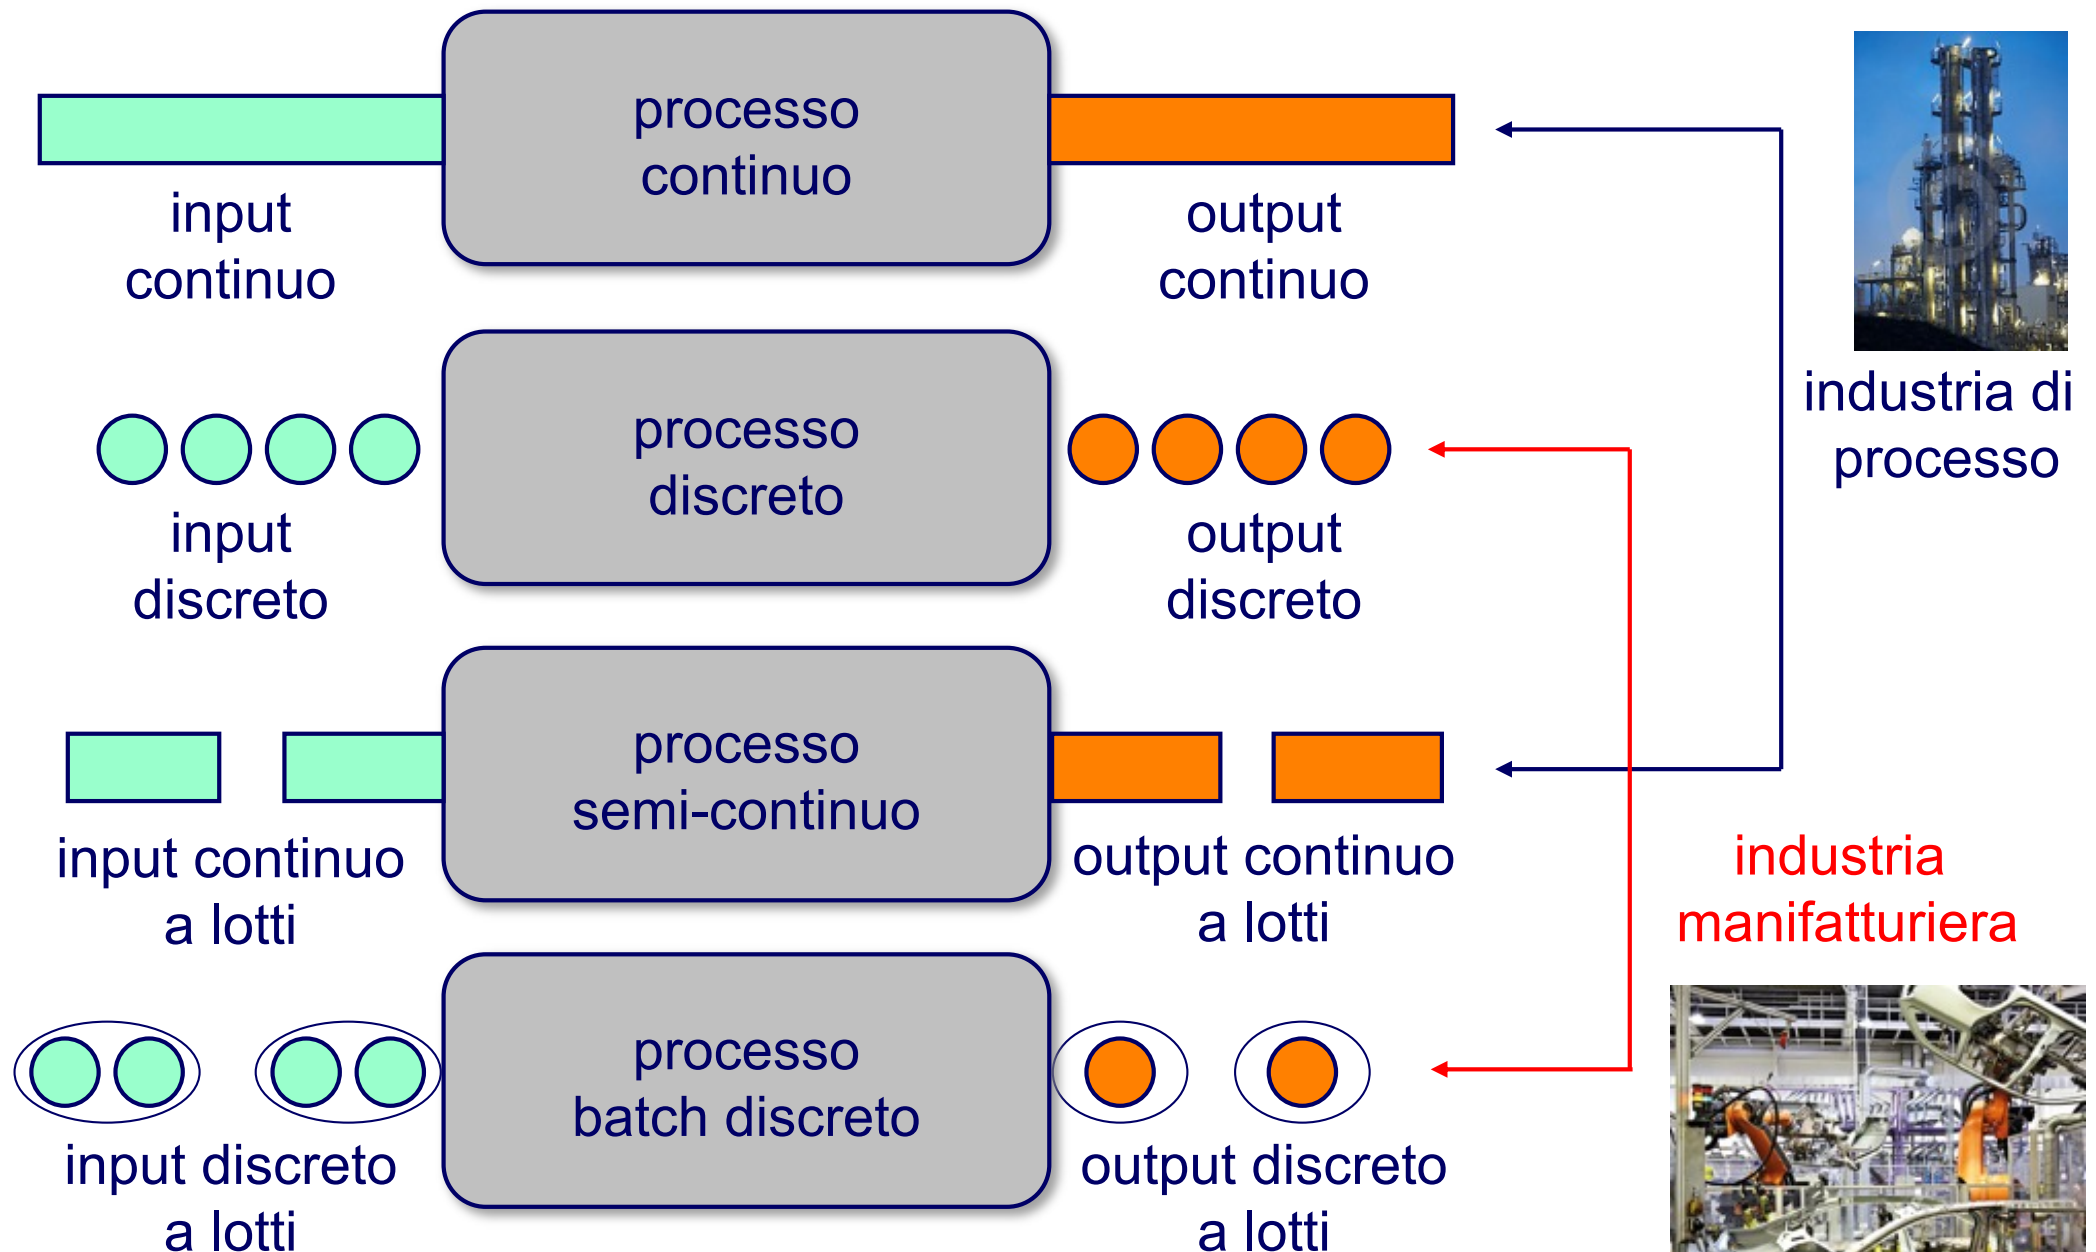 processo
continuo
input
continuo
output
continuo
industria di
processo
processo
discreto
input
discreto
output
discreto
processo
semi-continuo
input continuo
a lotti
output continuo
a lotti
industria
manifatturiera
processo
batch discreto
input discreto
a lotti
output discreto
a lotti